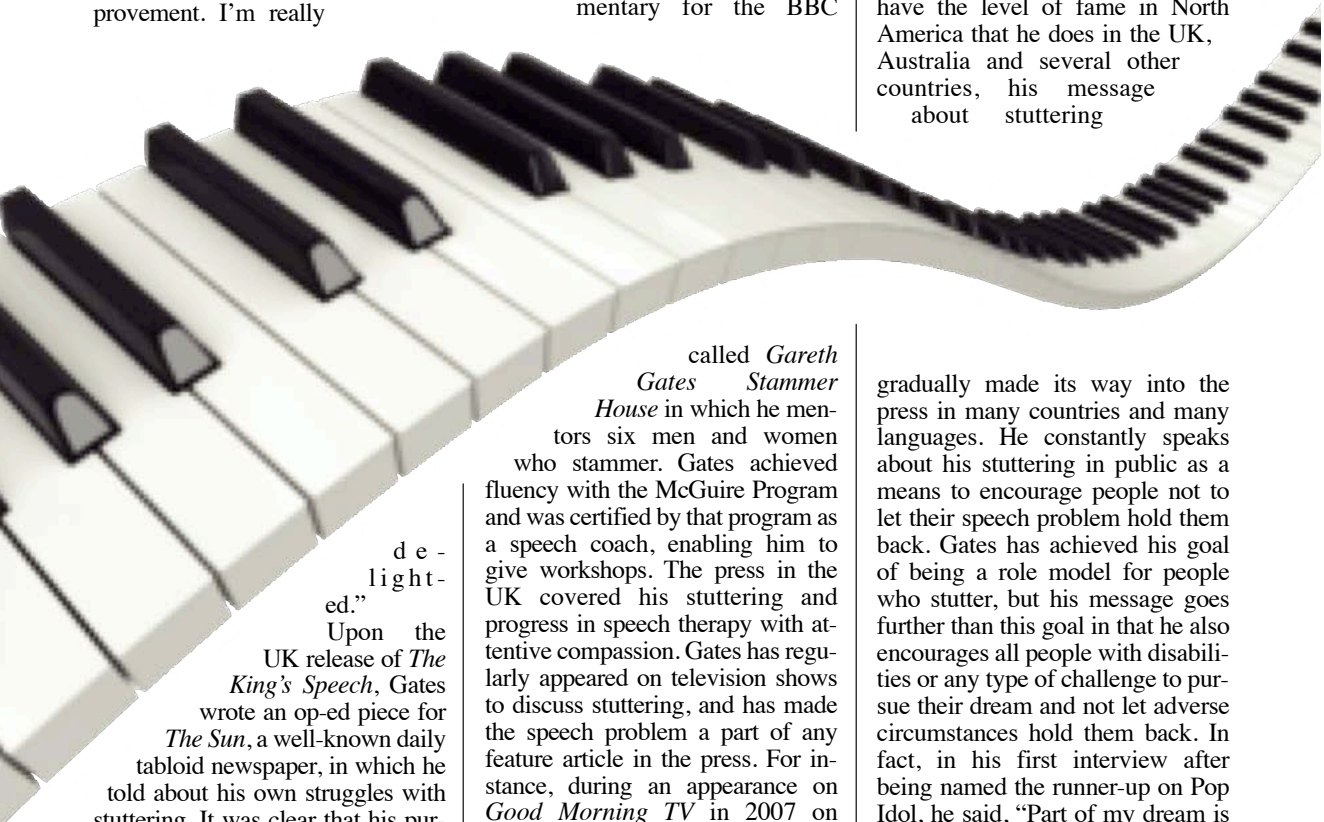 provement. I'm really
de-
light-
ed.”
Upon the
UK release of The
King's Speech, Gates
wrote an op-ed piece for
The Sun, a well-known daily
tabloid newspaper, in which he
told about his own struggles with
stuttering. It was clear that his pur-
mentary for the BBC
called Gareth
Gates Stammer
House in which he men-
tors six men and women
who stammer. Gates achieved
fluency with the McGuire Program
and was certified by that program as
a speech coach, enabling him to
give workshops. The press in the
UK covered his stuttering and
progress in speech therapy with at-
tentive compassion. Gates has regu-
larly appeared on television shows
to discuss stuttering, and has made
the speech problem a part of any
feature article in the press. For in-
stance, during an appearance on
Good Morning TV in 2007 on
have the level of fame in North
America that he does in the UK,
Australia and several other
countries, his message
about stuttering
gradually made its way into the
press in many countries and many
languages. He constantly speaks
about his stuttering in public as a
means to encourage people not to
let their speech problem hold them
back. Gates has achieved his goal
of being a role model for people
who stutter, but his message goes
further than this goal in that he also
encourages all people with disabili-
ties or any type of challenge to pur-
sue their dream and not let adverse
circumstances hold them back. In
fact, in his first interview after
being named the runner-up on Pop
Idol, he said, “Part of my dream is